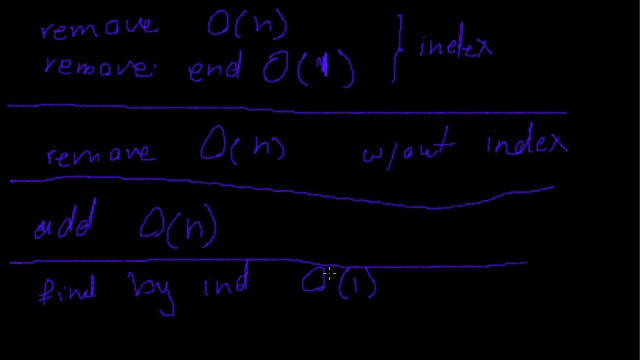 remove O(n)
remove end O(1) } index
remove O(n) w/out index
add O(n)
find by ind O(1)